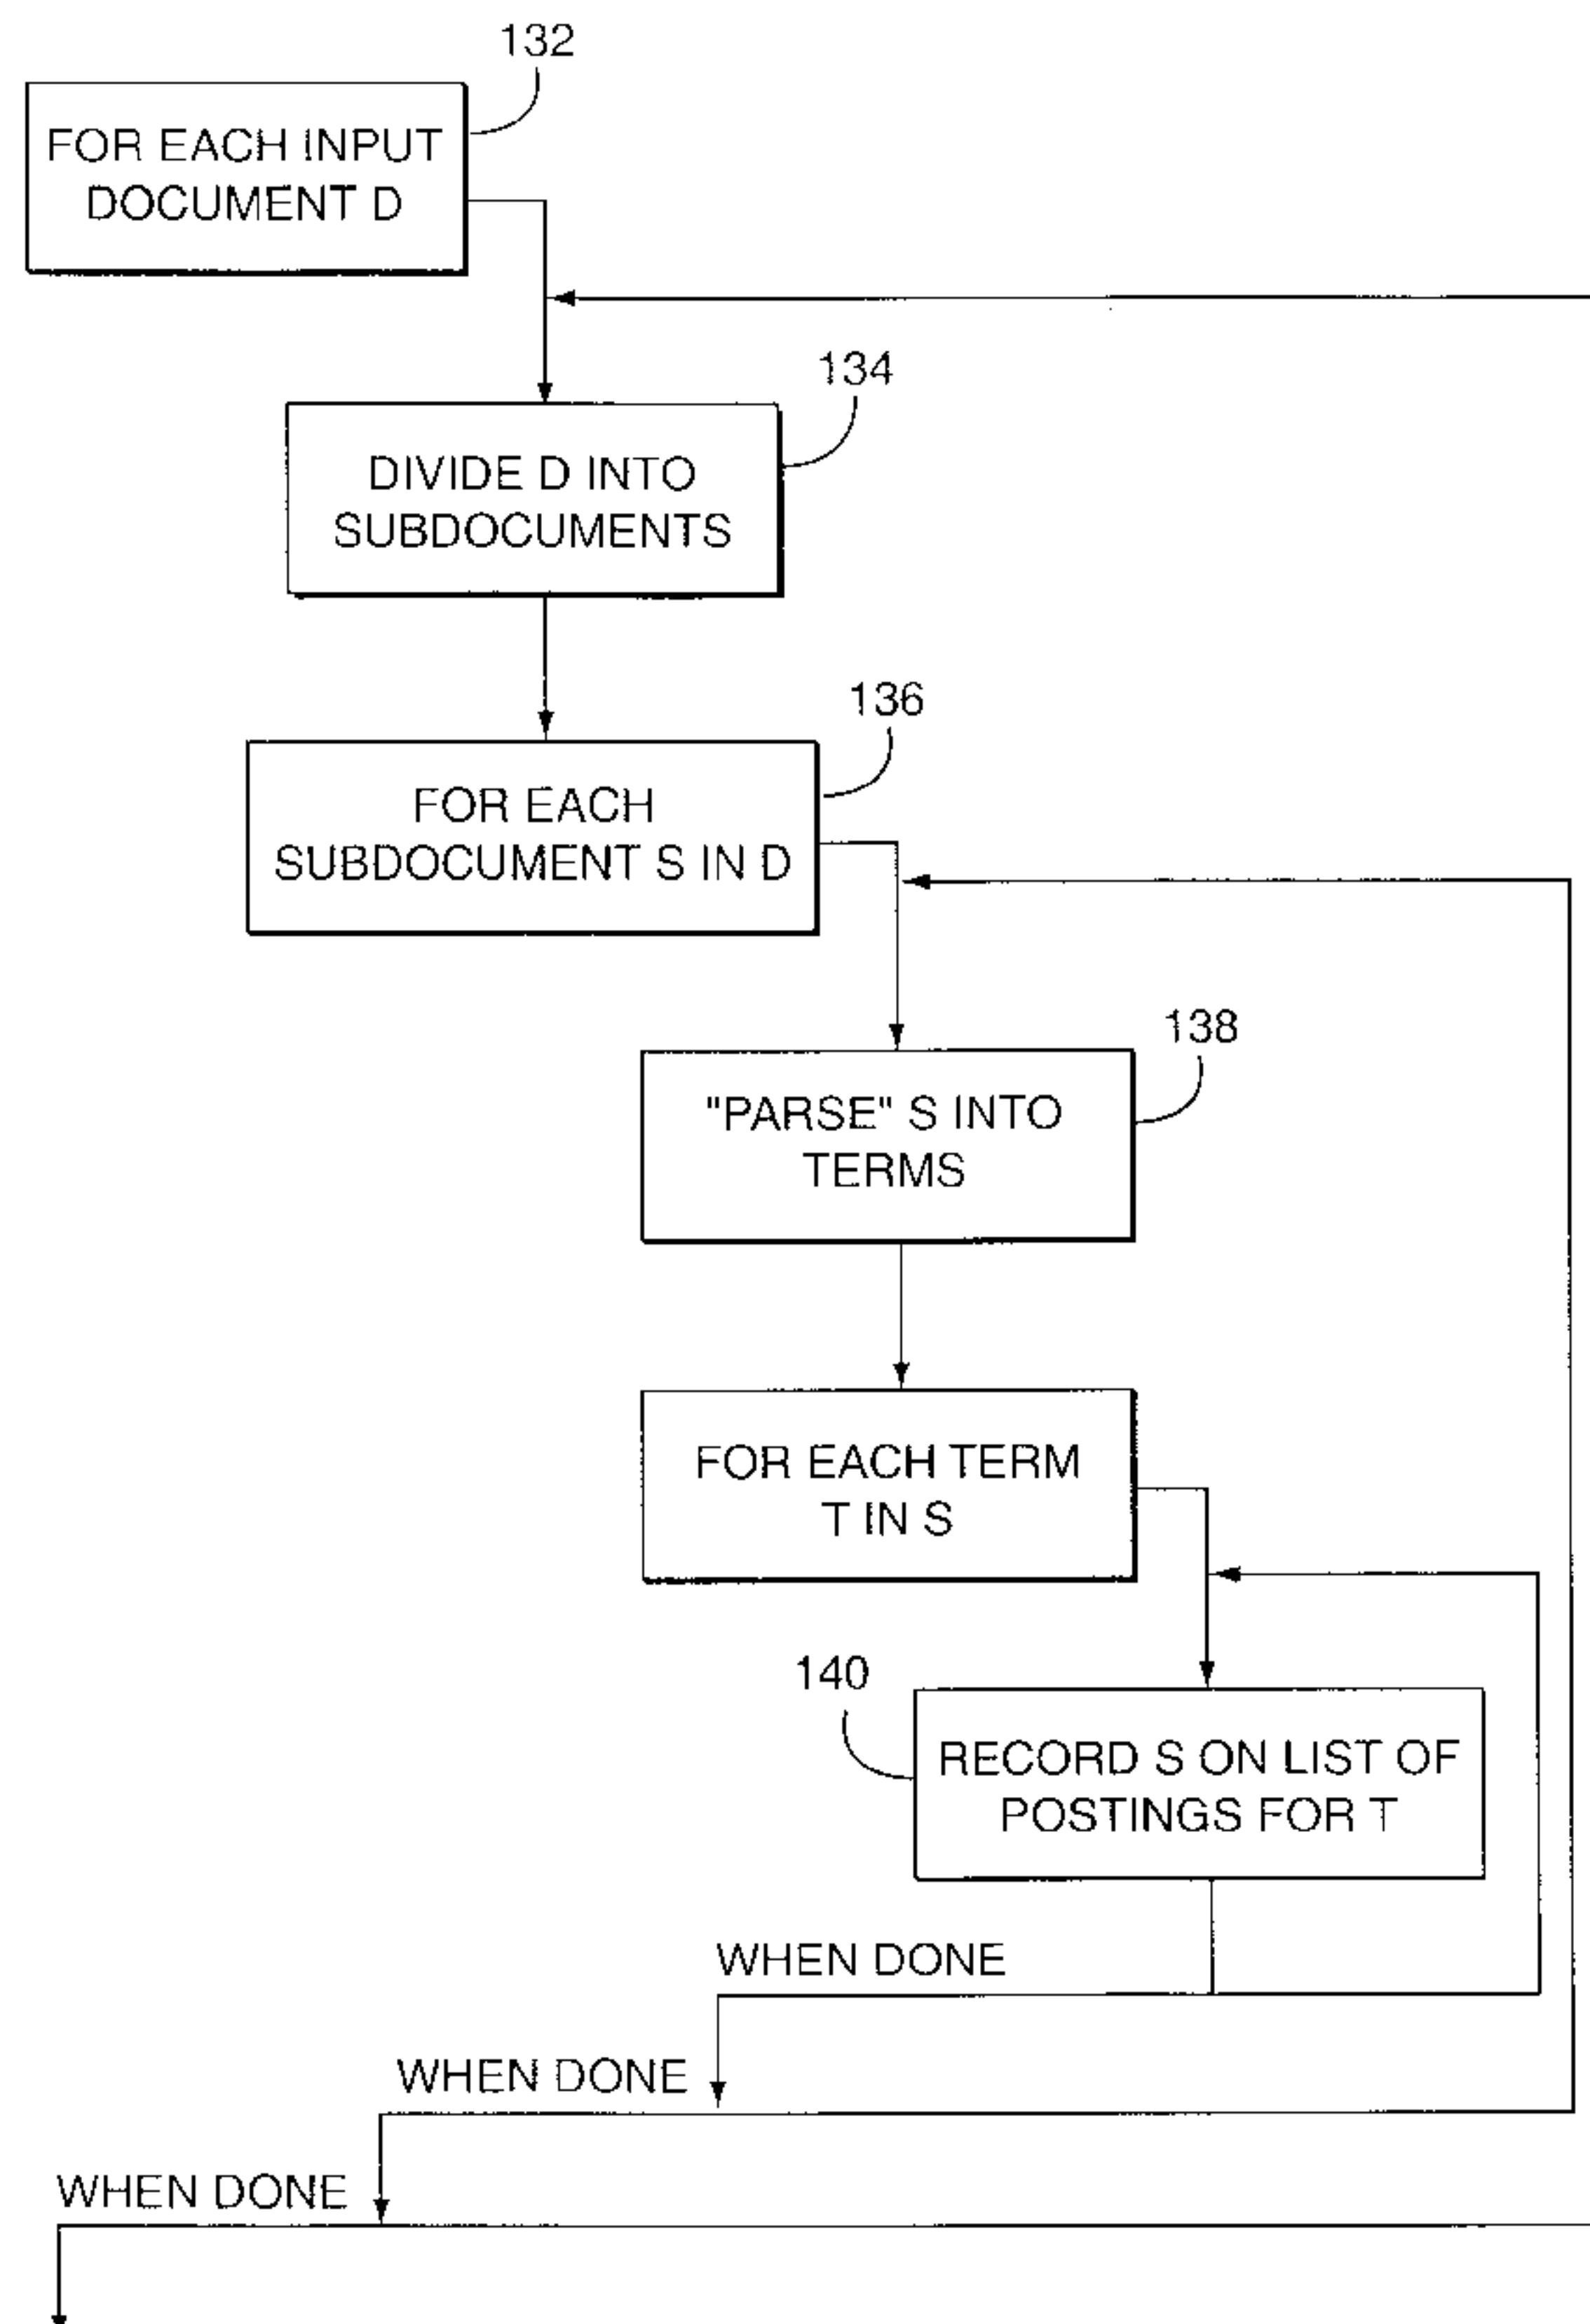 132
FOR EACH INPUT
DOCUMENT D
134
DIVIDE D INTO
SUBDOCUMENTS
136
FOR EACH
SUBDOCUMENT S IN D
138
"PARSE" S INTO
TERMS
FOR EACH TERM
T IN S
140
RECORD S ON LIST OF
POSTINGS FOR T
WHEN DONE
WHEN DONE
WHEN DONE